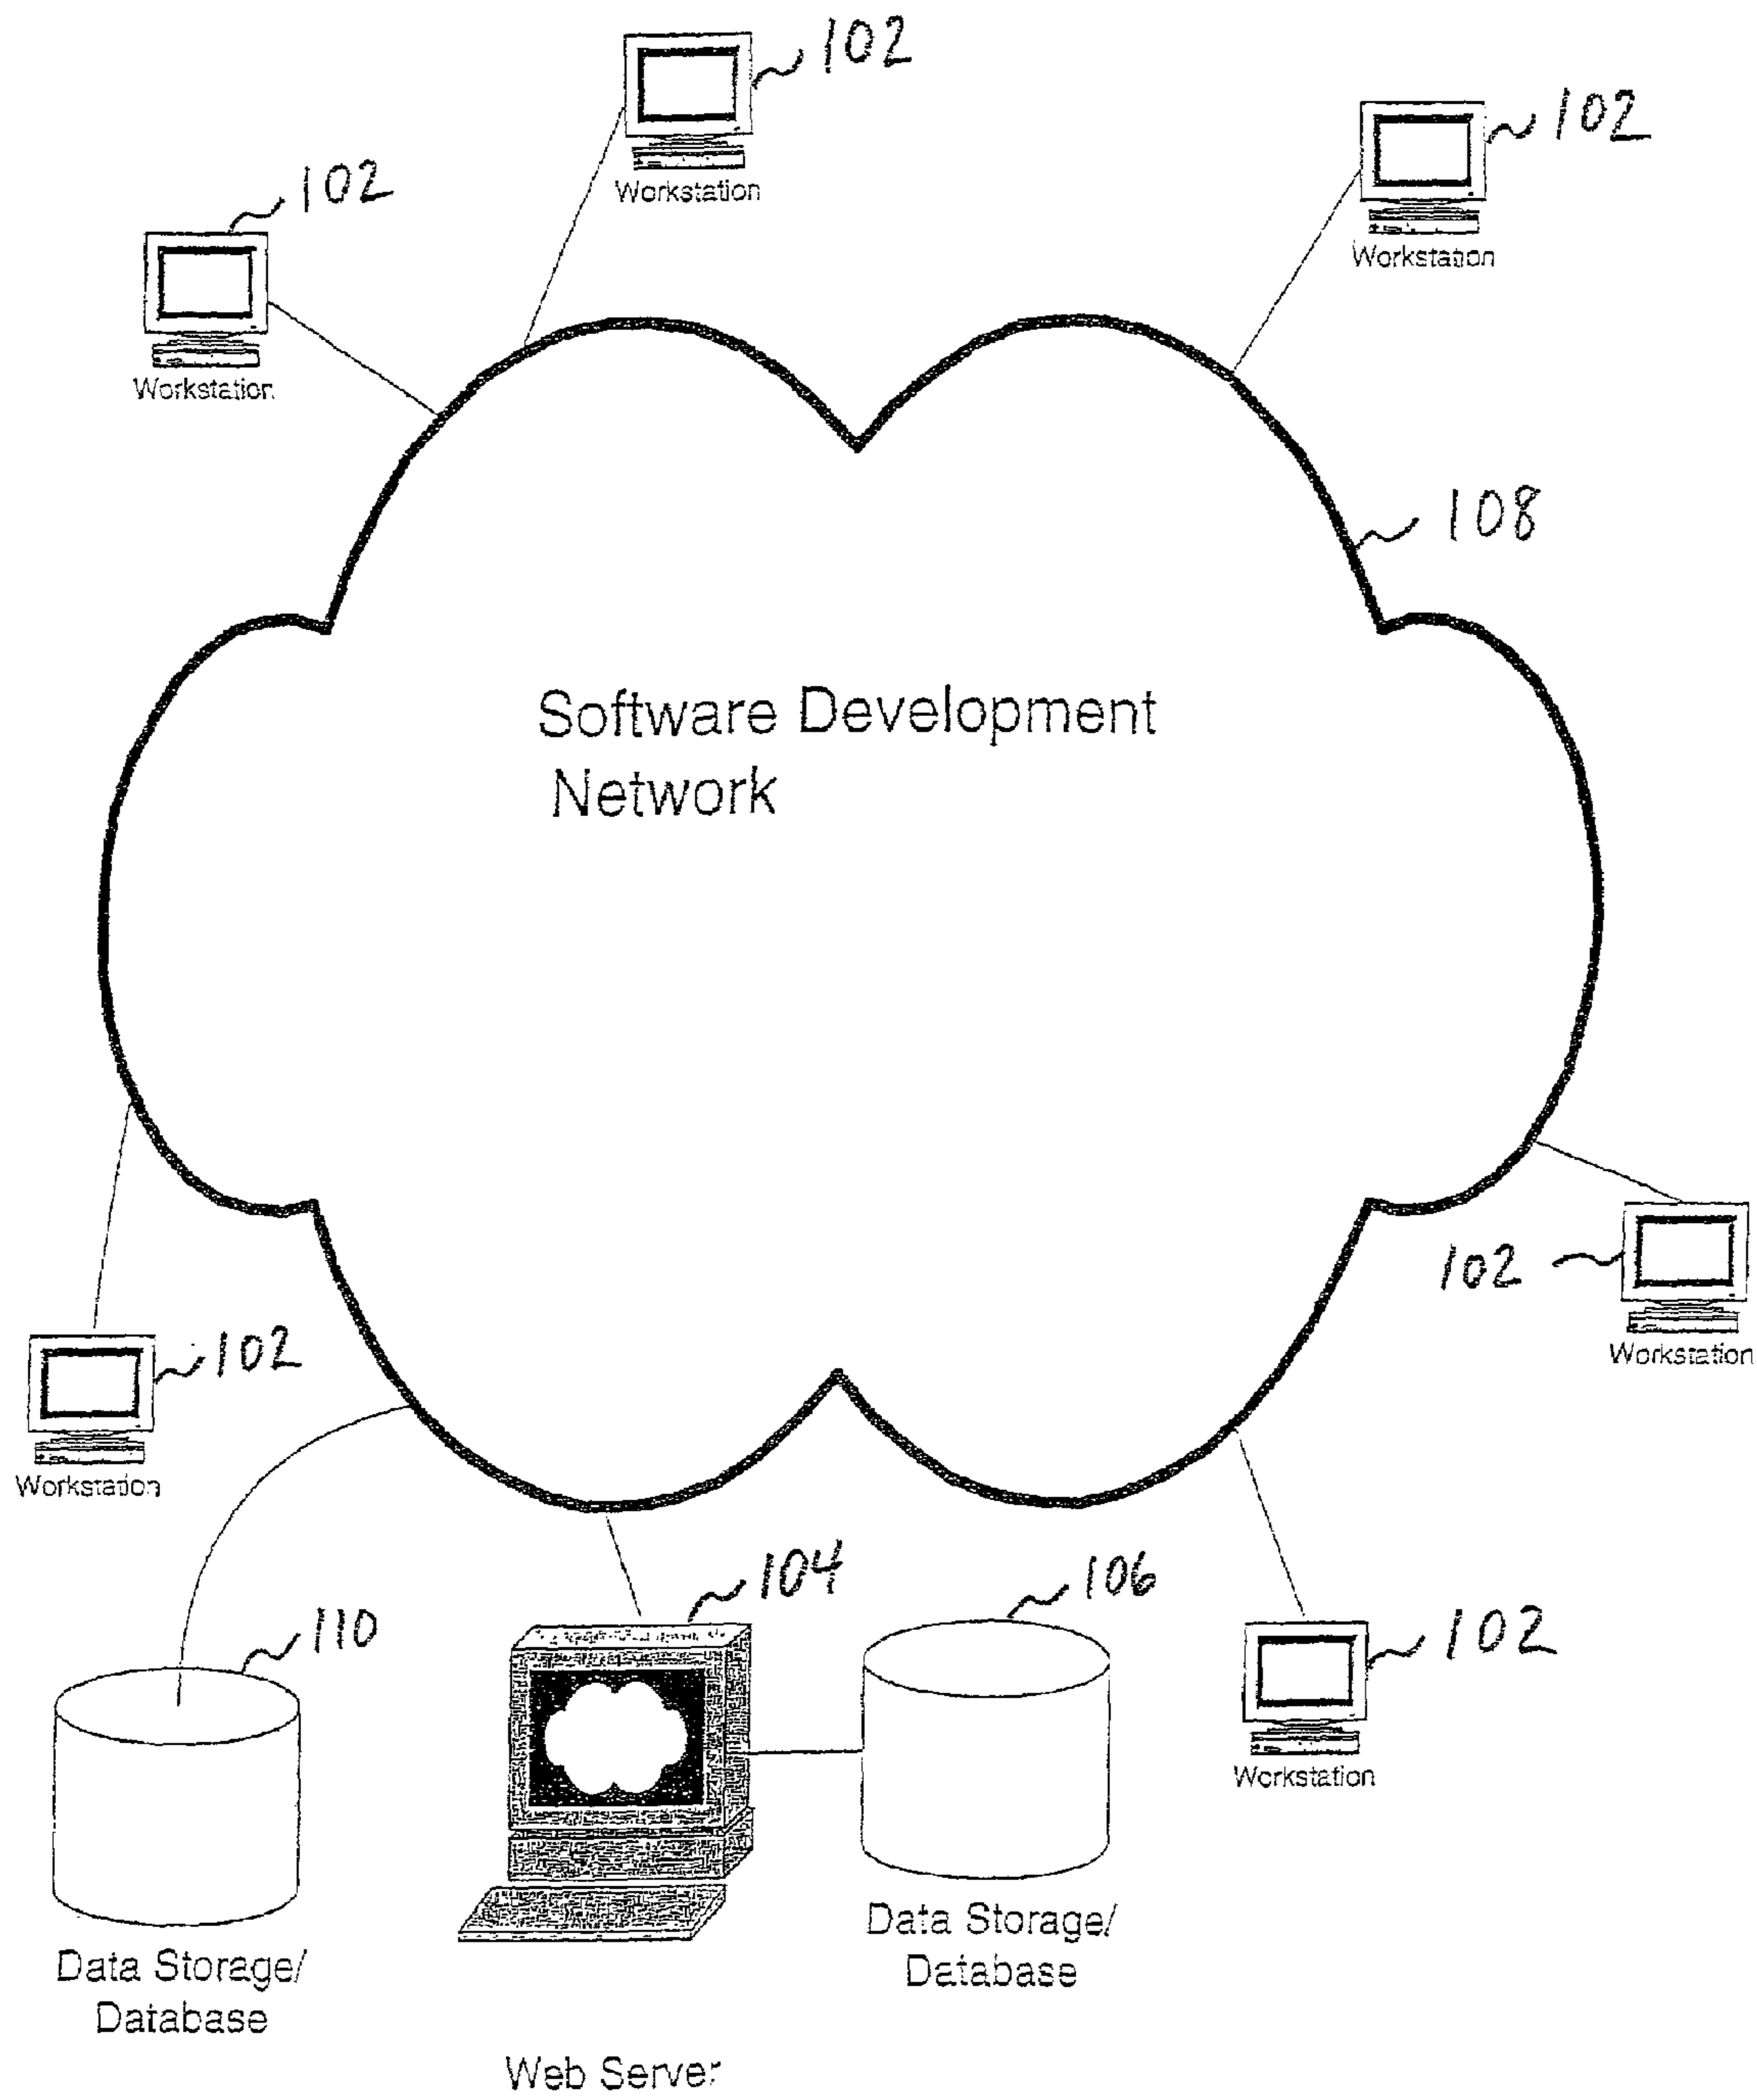 102
Workstation
102
Workstation
102
Workstation
108
Software Development
Network
102
Workstation
102
Workstation
104
106
110
102
Workstation
Data Storage/
Database
Data Storage/
Database
Web Server